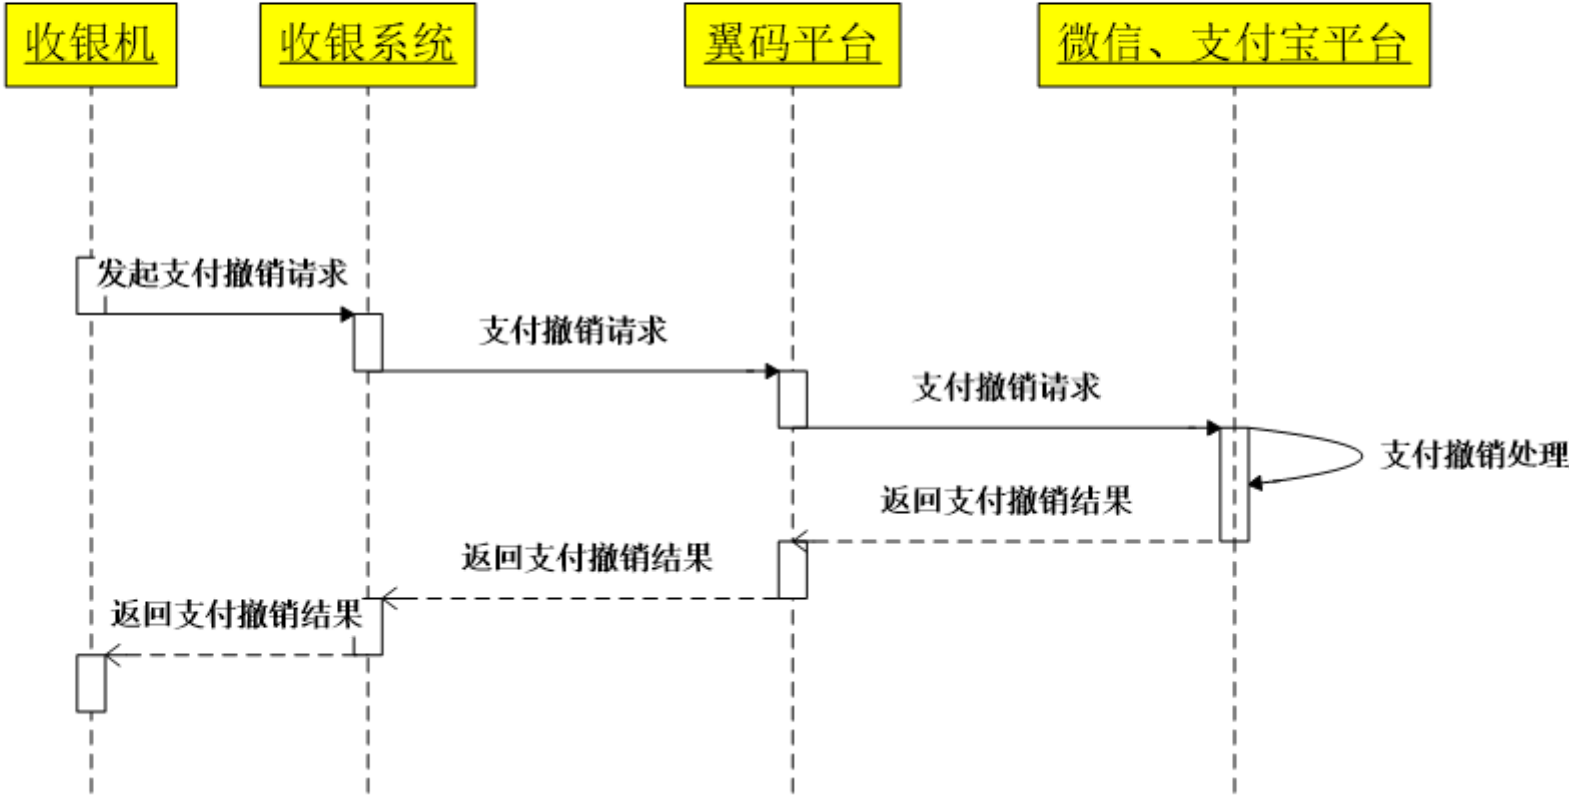 收银机
收银系统
翼码平台
微信、支付宝平台
发起支付撤销请求
支付撤销请求
支付撤销请求
支付撤销处理
返回支付撤销结果
返回支付撤销结果
返回支付撤销结果